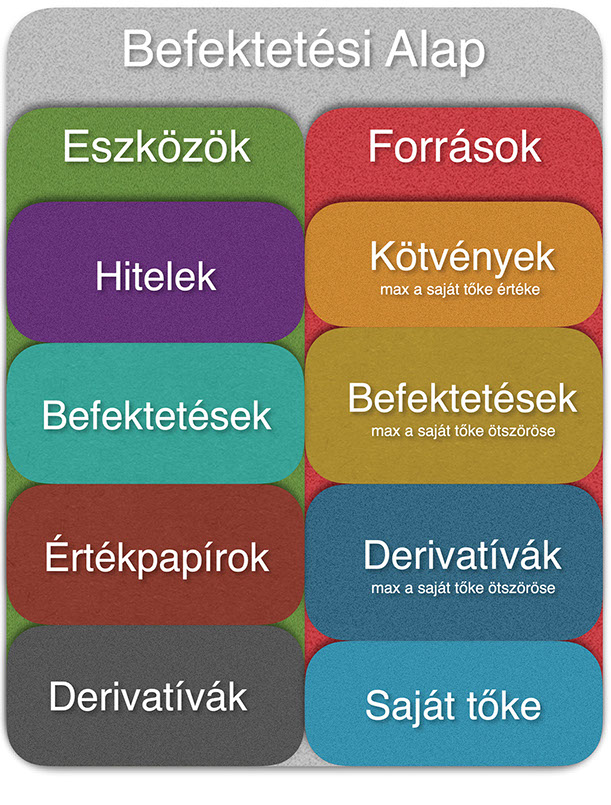 Befektetési Alap
Eszközök
Források
Hitelek
Kötvények
max a saját tőke értéke
Befektetések
Befektetések
max a saját tőke ötszöröse
Értékpapírok
Derivatívák
max a saját tőke ötszöröse
Derivatívák
Saját tőke